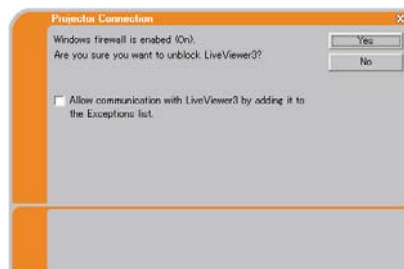 Projector Connection
X
Windows firewall is enabed (On).
Yes
Are you sure you want to unblock LiveViewer3?
No
Allow communication with LiveViewer3 by adding it to
the Exceptions list.